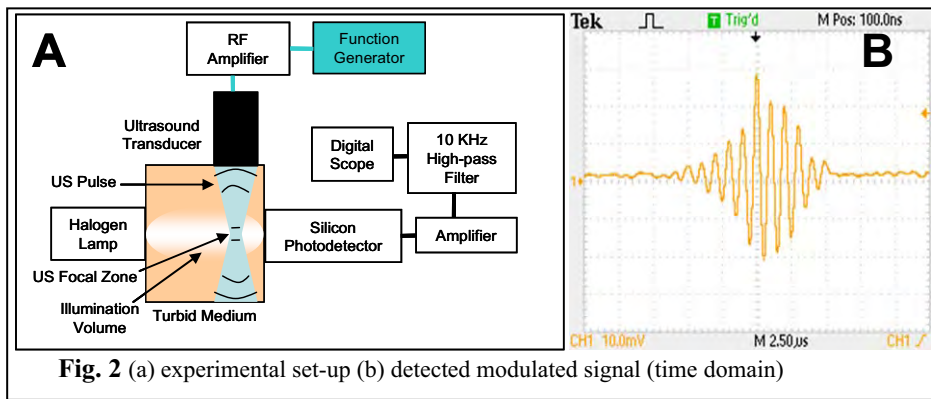 A
RF
Amplifier
Function
Generator
Ultrasound
Transducer
US Pulse
Digital
Scope
10 KHz
High-pass
Filter
Halogen
Lamp
Silicon
Photodetector
Amplifier
US Focal Zone
Illumination
Volume
Turbid Medium
Tek
T Trig'd
M Pos: 100.0ns
B
1
CH1 10.0mV
M 2.50µs
CH1
Fig. 2 (a) experimental set-up (b) detected modulated signal (time domain)